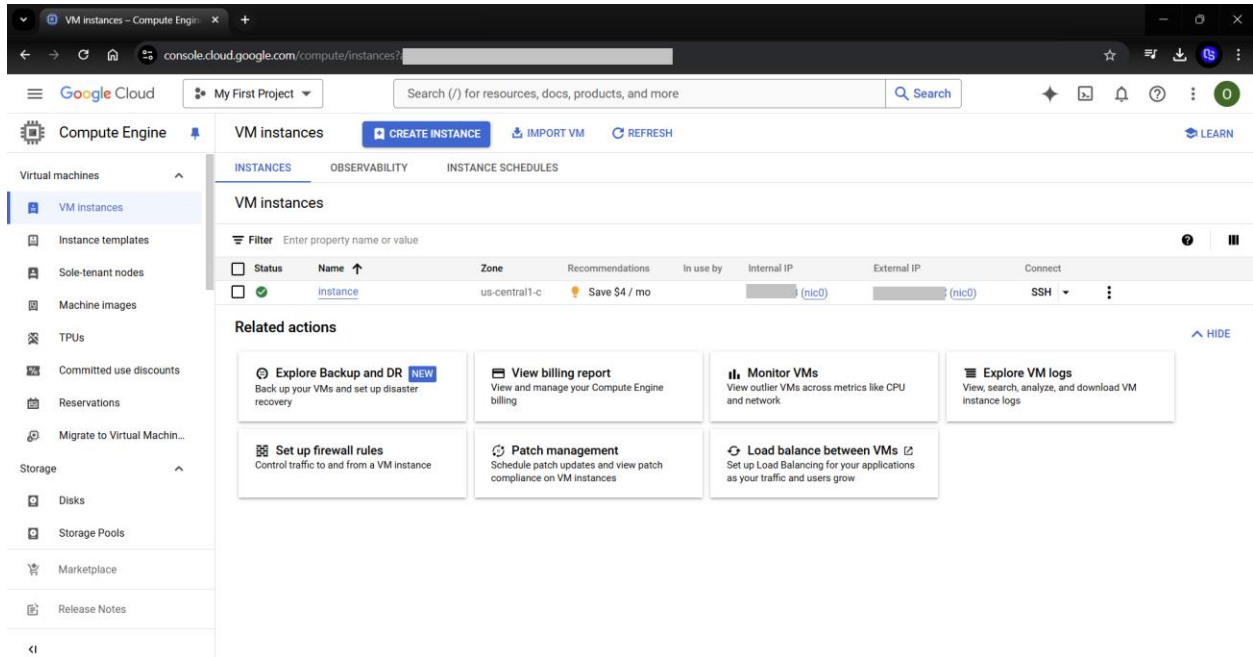 VM instances – Compute Engin
console.cloud.google.com/compute/instances?
Google Cloud
My First Project
Search (/) for resources, docs, products, and more
Search
O
Compute Engine
VM instances
CREATE INSTANCE
IMPORT VM
REFRESH
LEARN
Virtual machines
VM instances
Instance templates
Sole-tenant nodes
Machine images
TPUs
Committed use discounts
Reservations
Migrate to Virtual Machin...
Storage
Disks
Storage Pools
Marketplace
Release Notes
INSTANCES OBSERVABILITY INSTANCE SCHEDULES
VM instances
Filter Enter property name or value
Status Name Zone Recommendations In use by Internal IP External IP Connect
instance us-central1-c Save $4 / mo (nic0) (nic0) SSH
Related actions
HIDE
Explore Backup and DR NEW
Back up your VMs and set up disaster
recovery
View billing report
View and manage your Compute Engine
billing
Monitor VMs
View outlier VMs across metrics like CPU
and network
Explore VM logs
View, search, analyze, and download VM
instance logs
Set up firewall rules
Control traffic to and from a VM instance
Patch management
Schedule patch updates and view patch
compliance on VM instances
Load balance between VMs
Set up Load Balancing for your applications
as your traffic and users grow